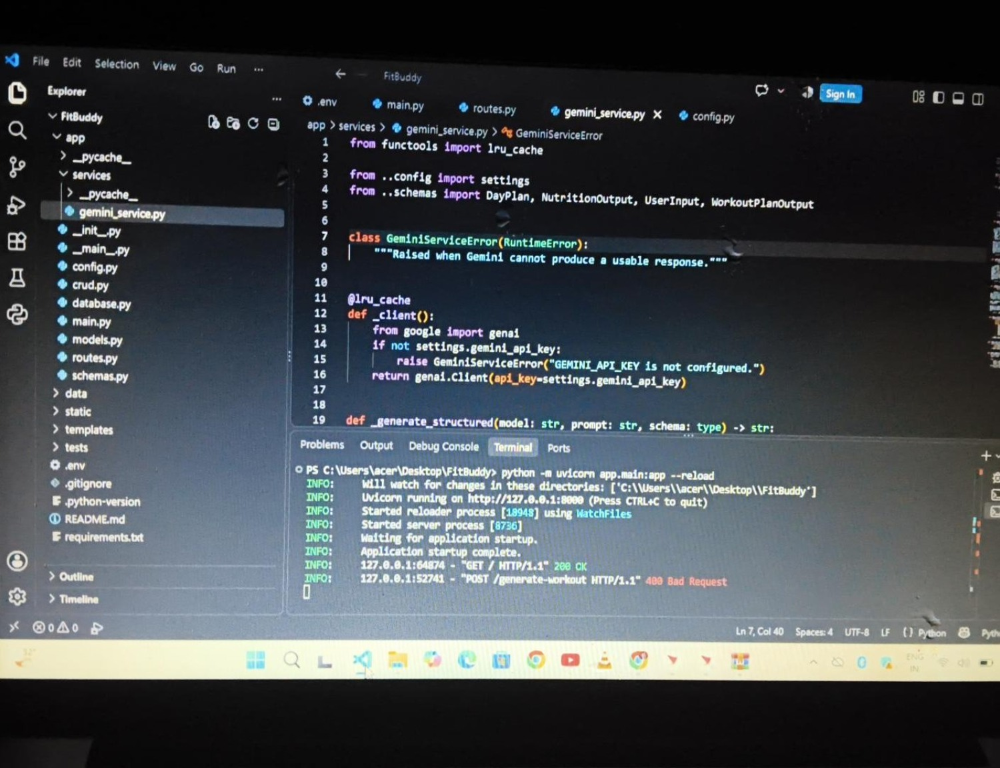 File Edit Selection View Go Run ...
FitBuddy
Sign In
Explorer
FitBuddy
app
__pycache__
services
__pycache__
gemini_service.py
__init__.py
__main__.py
config.py
crud.py
database.py
main.py
models.py
routes.py
schemas.py
data
static
templates
tests
.env
.gitignore
.python-version
README.md
requirements.txt
Outline
Timeline
.env main.py routes.py gemini_service.py config.py
app > services > gemini_service.py > GeminiServiceError
1 from functools import lru_cache
2
3 from ..config import settings
4 from ..schemas import DayPlan, NutritionOutput, UserInput, WorkoutPlanOutput
5
6
7 class GeminiServiceError(RuntimeError):
8 """Raised when Gemini cannot produce a usable response."""
9
10
11 @lru_cache
12 def _client():
13 from google import genai
14 if not settings.gemini_api_key:
15 raise GeminiServiceError("GEMINI_API_KEY is not configured.")
16 return genai.Client(api_key=settings.gemini_api_key)
17
18
19 def _generate_structured(model: str, prompt: str, schema: type) -> str:
Problems Output Debug Console Terminal Ports
PS C:\Users\acer\Desktop\FitBuddy> python -m uvicorn app.main:app --reload
INFO: Will watch for changes in these directories: ['C:\\Users\\acer\\Desktop\\FitBuddy']
INFO: Uvicorn running on http://127.0.0.1:8000 (Press CTRL+C to quit)
INFO: Started reloader process [18948] using WatchFiles
INFO: Started server process [8736]
INFO: Waiting for application startup.
INFO: Application startup complete.
INFO: 127.0.0.1:64874 - "GET / HTTP/1.1" 200 OK
INFO: 127.0.0.1:52741 - "POST /generate-workout HTTP/1.1" 400 Bad Request
0 0
Ln 7, Col 40 Spaces: 4 UTF-8 LF { } Python
ENG
IN